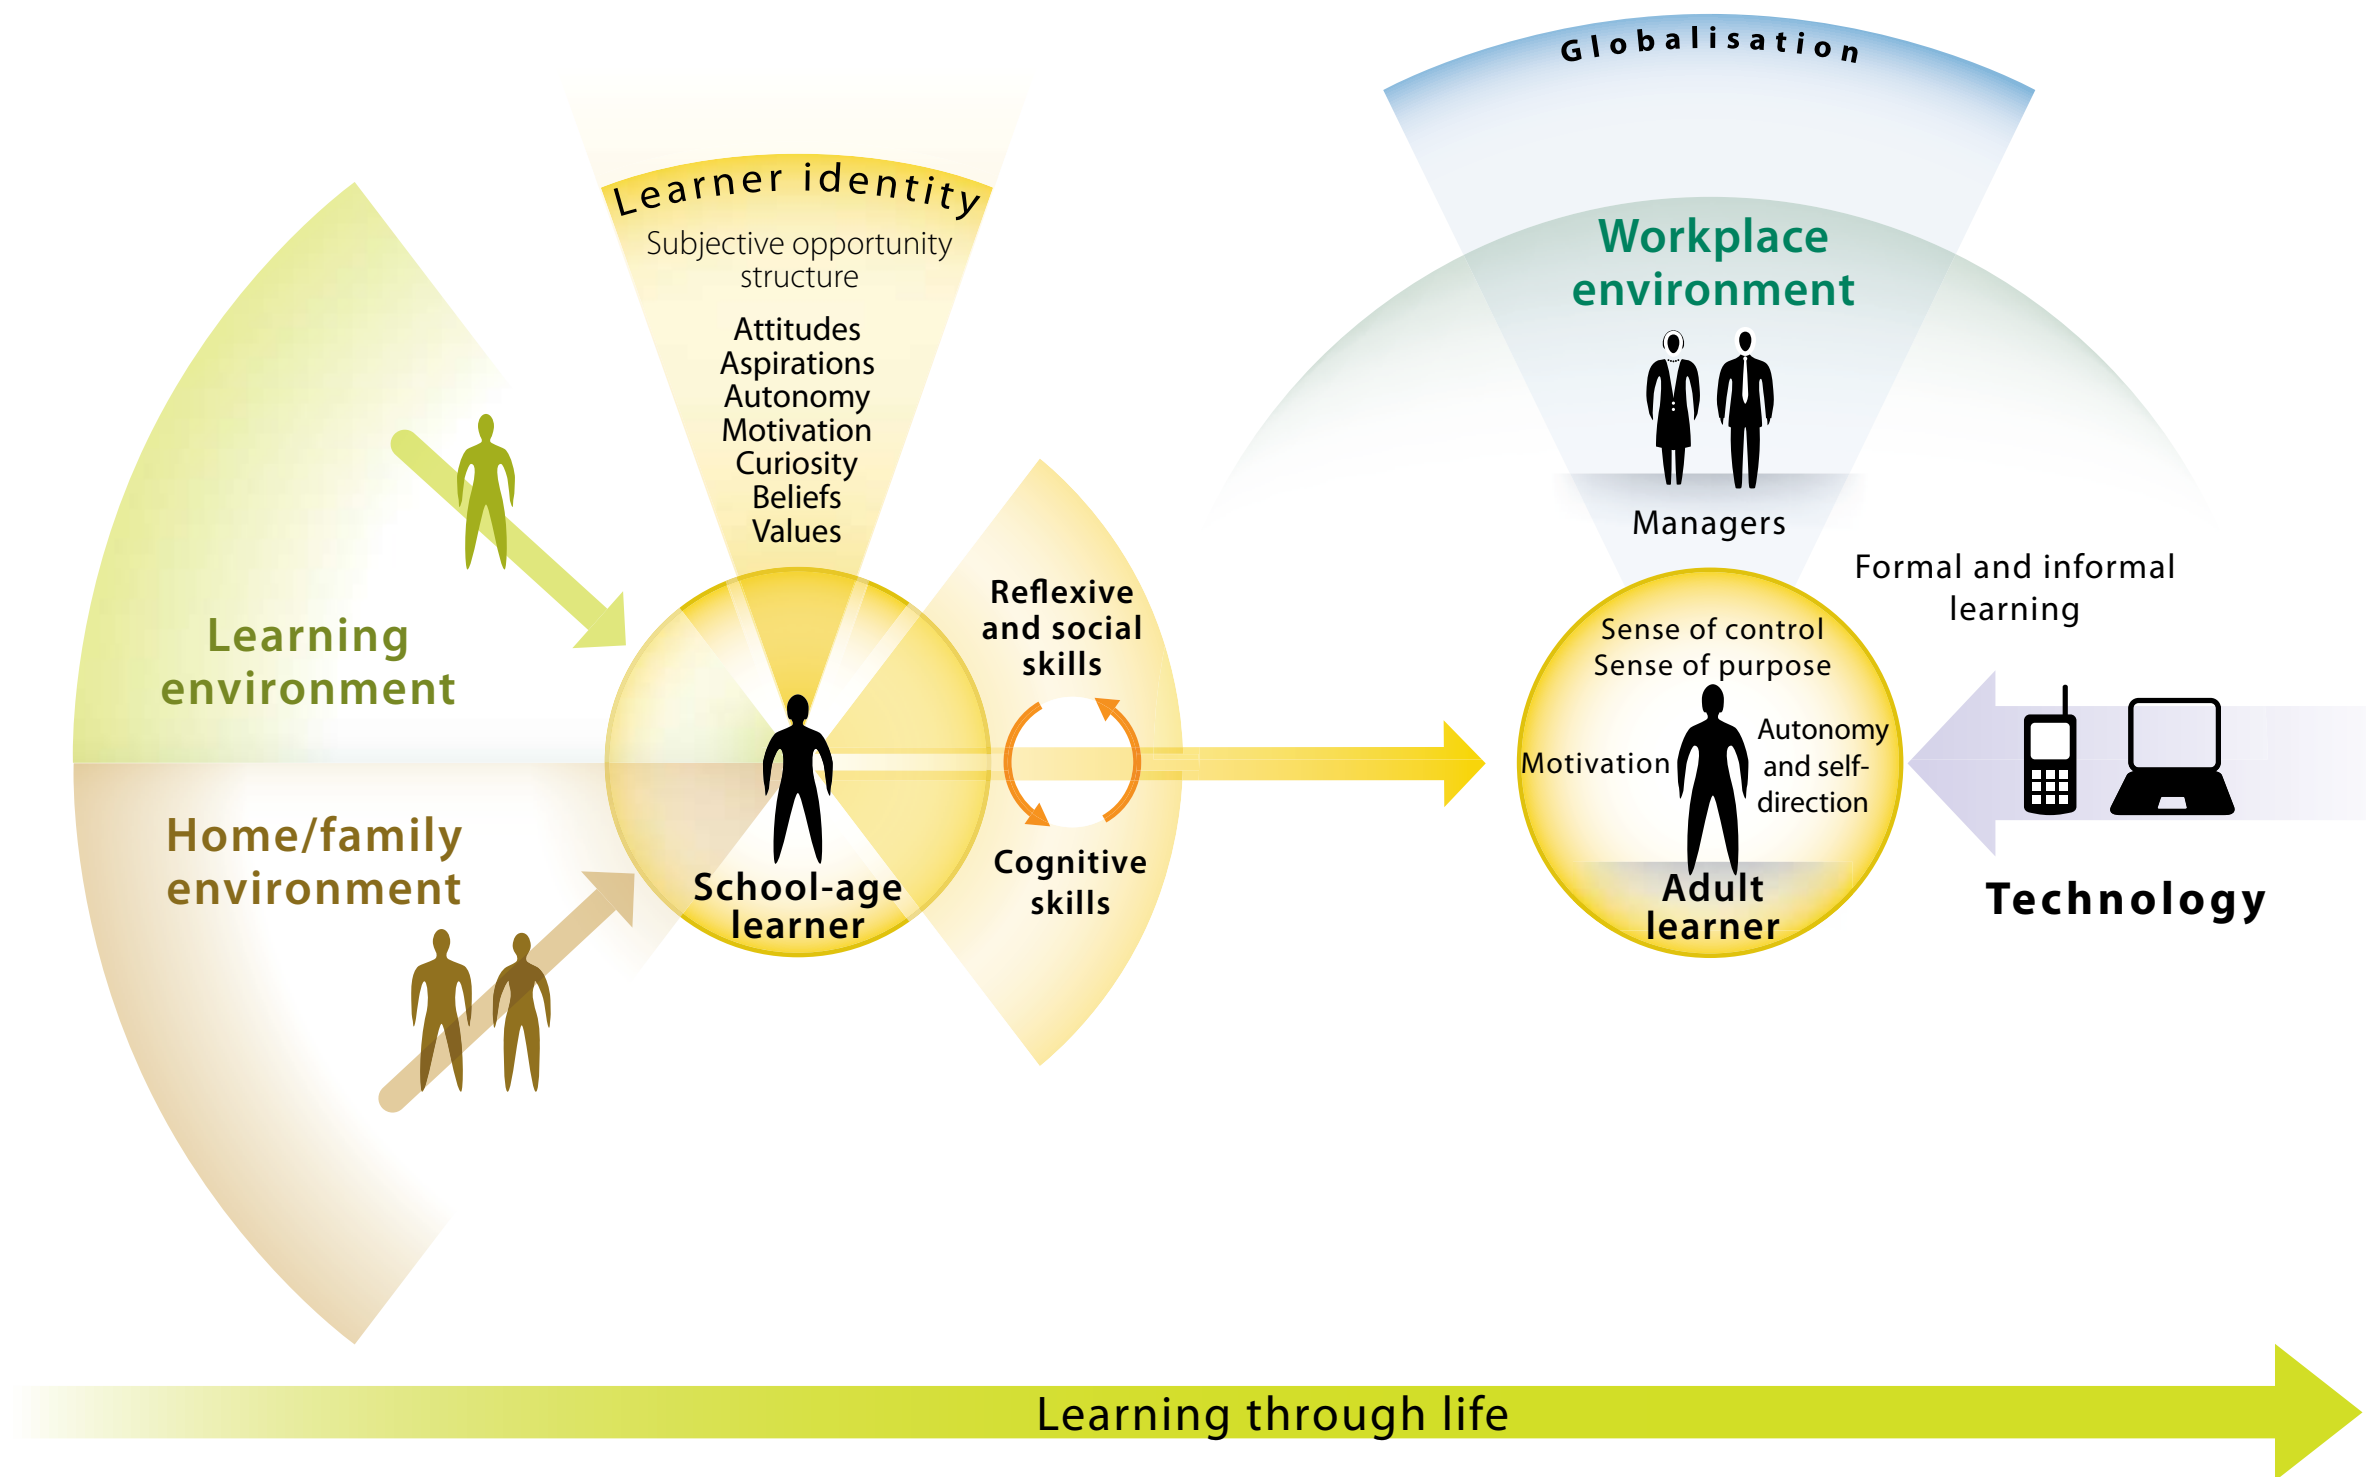 Globalisation
Learner identity
Subjective opportunity
structure
Attitudes
Aspirations
Autonomy
Motivation
Curiosity
Beliefs
Values
Learning
environment
Home/family
environment
School-age
learner
Reflexive
and social
skills
Cognitive
skills
Workplace
environment
Managers
Formal and informal
learning
Sense of control
Sense of purpose
Motivation
Autonomy
and self-
direction
Adult
learner
Technology
Learning through life